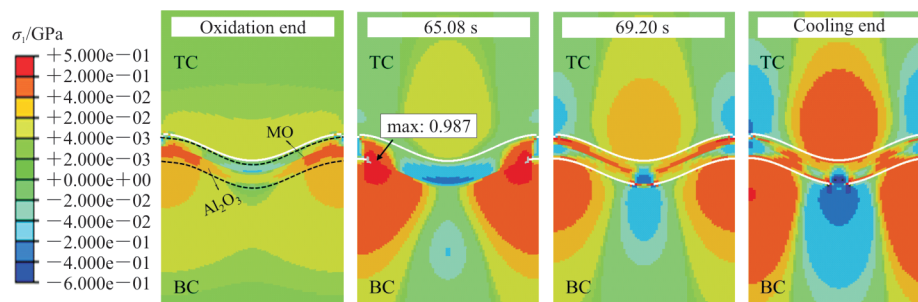 σ₁/GPa
+5.000e−01
+2.000e−01
+4.000e−02
+2.000e−02
+4.000e−03
+2.000e−03
+0.000e+00
−2.000e−02
−4.000e−02
−2.000e−01
−4.000e−01
−6.000e−01
Oxidation end
TC
MO
Al₂O₃
BC
65.08 s
TC
max: 0.987
BC
69.20 s
TC
BC
Cooling end
TC
BC